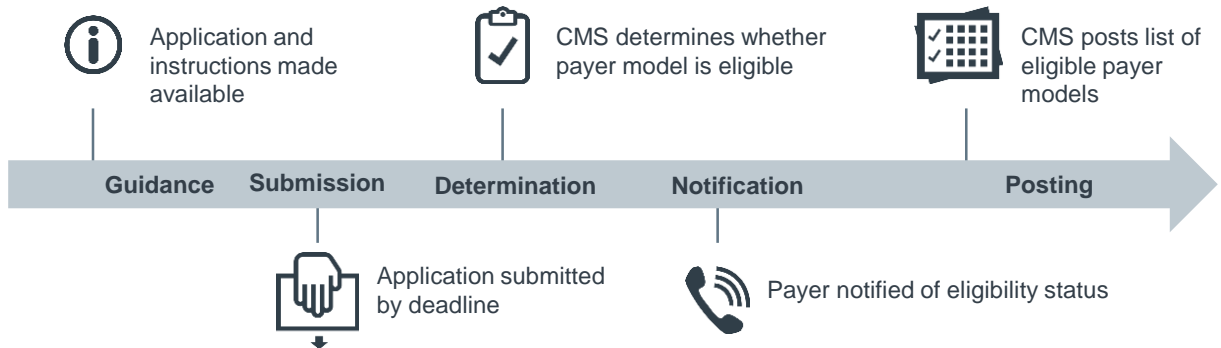 Application and
instructions made
available
CMS determines whether
payer model is eligible
CMS posts list of
eligible payer
models
Guidance
Submission
Determination
Notification
Posting
Application submitted
by deadline
Payer notified of eligibility status